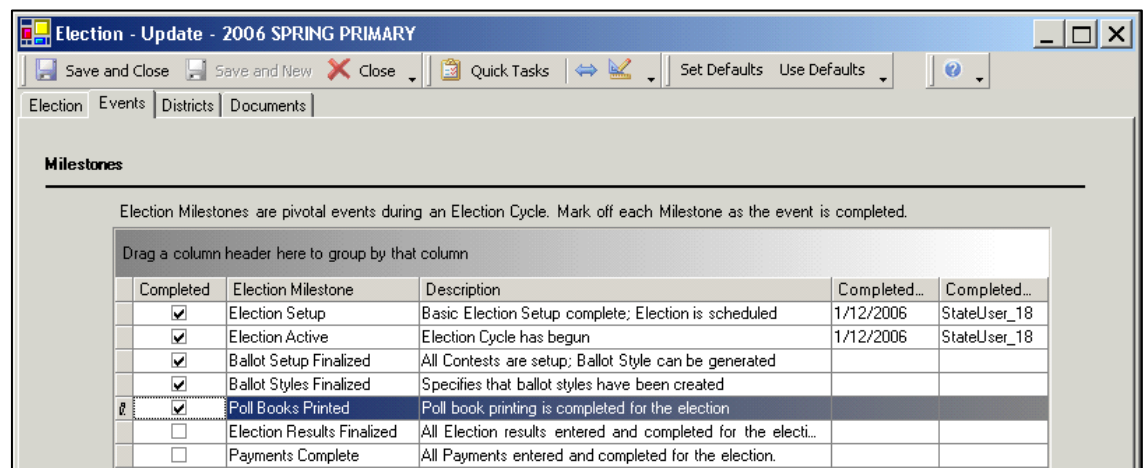 Election - Update - 2006 SPRING PRIMARY
Save and Close Save and New Close Quick Tasks Set Defaults Use Defaults
Election Events Districts Documents
Milestones
Election Milestones are pivotal events during an Election Cycle. Mark off each Milestone as the event is completed.
Drag a column header here to group by that column
Completed Election Milestone Description Completed... Completed...
Election Setup Basic Election Setup complete; Election is scheduled 1/12/2006 StateUser_18
Election Active Election Cycle has begun 1/12/2006 StateUser_18
Ballot Setup Finalized All Contests are setup; Ballot Style can be generated
Ballot Styles Finalized Specifies that ballot styles have been created
Poll Books Printed Poll book printing is completed for the election
Election Results Finalized All Election results entered and completed for the electi...
Payments Complete All Payments entered and completed for the election.